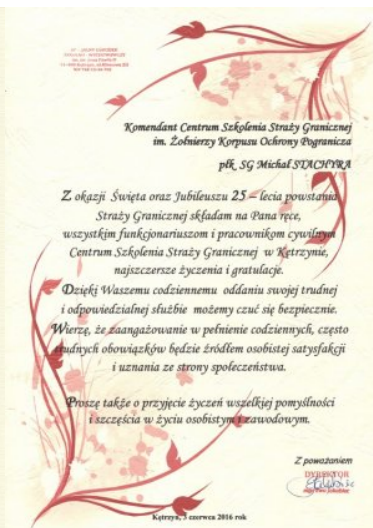 Komendant Centrum Szkolenia Straży Granicznej
im. Żołnierzy Korpusu Ochrony Pogranicza
płk SG Michał STACHYRA
Z okazji Święta oraz Jubileuszu 25 – lecia powstania
Straży Granicznej składam na Pana ręce,
wszystkim funkcjonariuszom i pracownikom cywilnym
Centrum Szkolenia Straży Granicznej w Kętrzynie,
najszczersze życzenia i gratulacje.
Dzięki Waszemu codziennemu oddaniu swojej trudnej
i odpowiedzialnej służbie możemy czuć się bezpiecznie.
Wierzę, że zaangażowanie w pełnienie codziennych, często
trudnych obowiązków będzie źródłem osobistej satysfakcji
i uznania ze strony społeczeństwa.
Proszę także o przyjęcie życzeń wszelkiej pomyślności
i szczęścia w życiu osobistym i zawodowym.
Z poważaniem
DYREKTOR
Kętrzyn, 3 czerwca 2016 rok